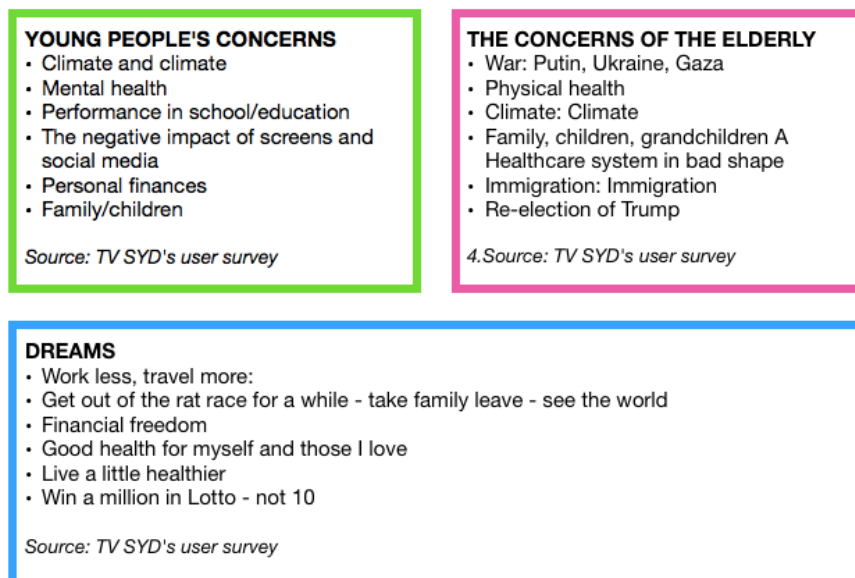 YOUNG PEOPLE'S CONCERNS
• Climate and climate
• Mental health
• Performance in school/education
• The negative impact of screens and
social media
• Personal finances
• Family/children
Source: TV SYD's user survey
THE CONCERNS OF THE ELDERLY
• War: Putin, Ukraine, Gaza
• Physical health
• Climate: Climate
• Family, children, grandchildren A
Healthcare system in bad shape
• Immigration: Immigration
• Re-election of Trump
4.Source: TV SYD's user survey
DREAMS
• Work less, travel more:
• Get out of the rat race for a while - take family leave - see the world
• Financial freedom
• Good health for myself and those I love
• Live a little healthier
• Win a million in Lotto - not 10
Source: TV SYD's user survey